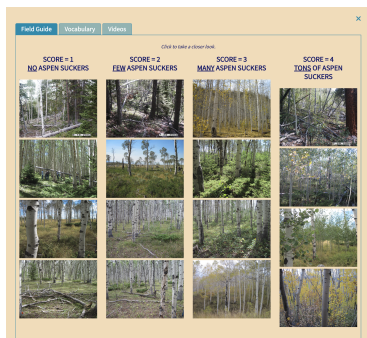 ×
Field Guide
Vocabulary
Videos
Click to take a closer look.
SCORE = 1
NO ASPEN SUCKERS
SCORE = 2
FEW ASPEN SUCKERS
SCORE = 3
MANY ASPEN SUCKERS
SCORE = 4
TONS OF ASPEN
SUCKERS